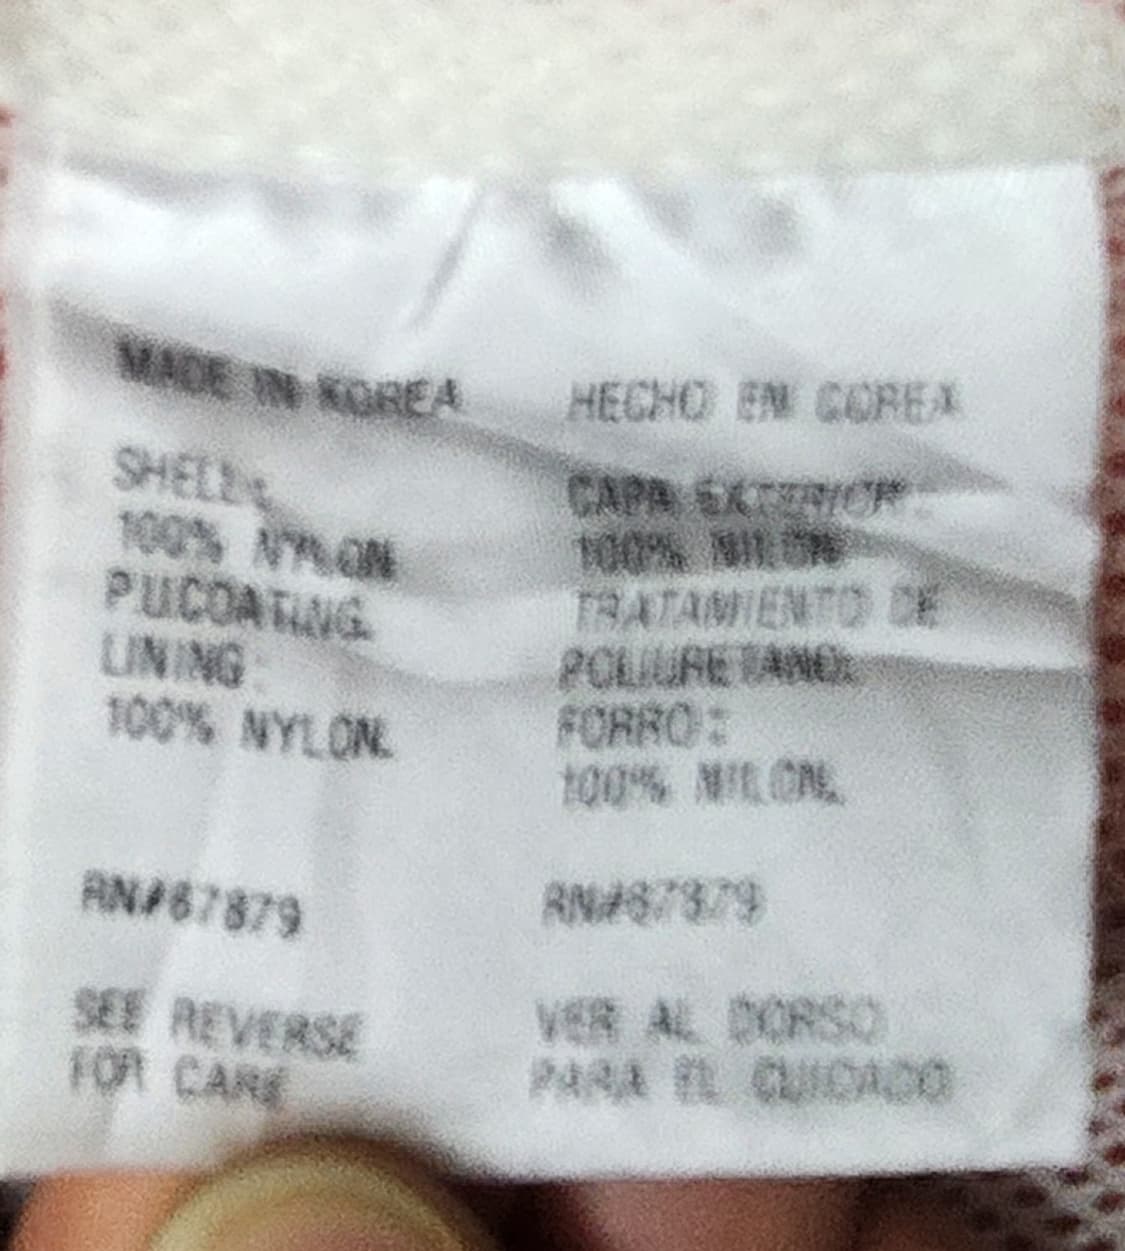 MADE IN KOREA
SHELL:
100% NYLON
P.U.COATING.
LINING:
100% NYLON.
RN#67879
SEE REVERSE
FOR CARE
HECHO EN COREA
CAPA EXTERIOR:
100% NILON
TRATAMIENTO DE
POLIURETANO.
FORRO:
100% NILON.
RN#67879
VER AL DORSO
PARA EL CUIDADO